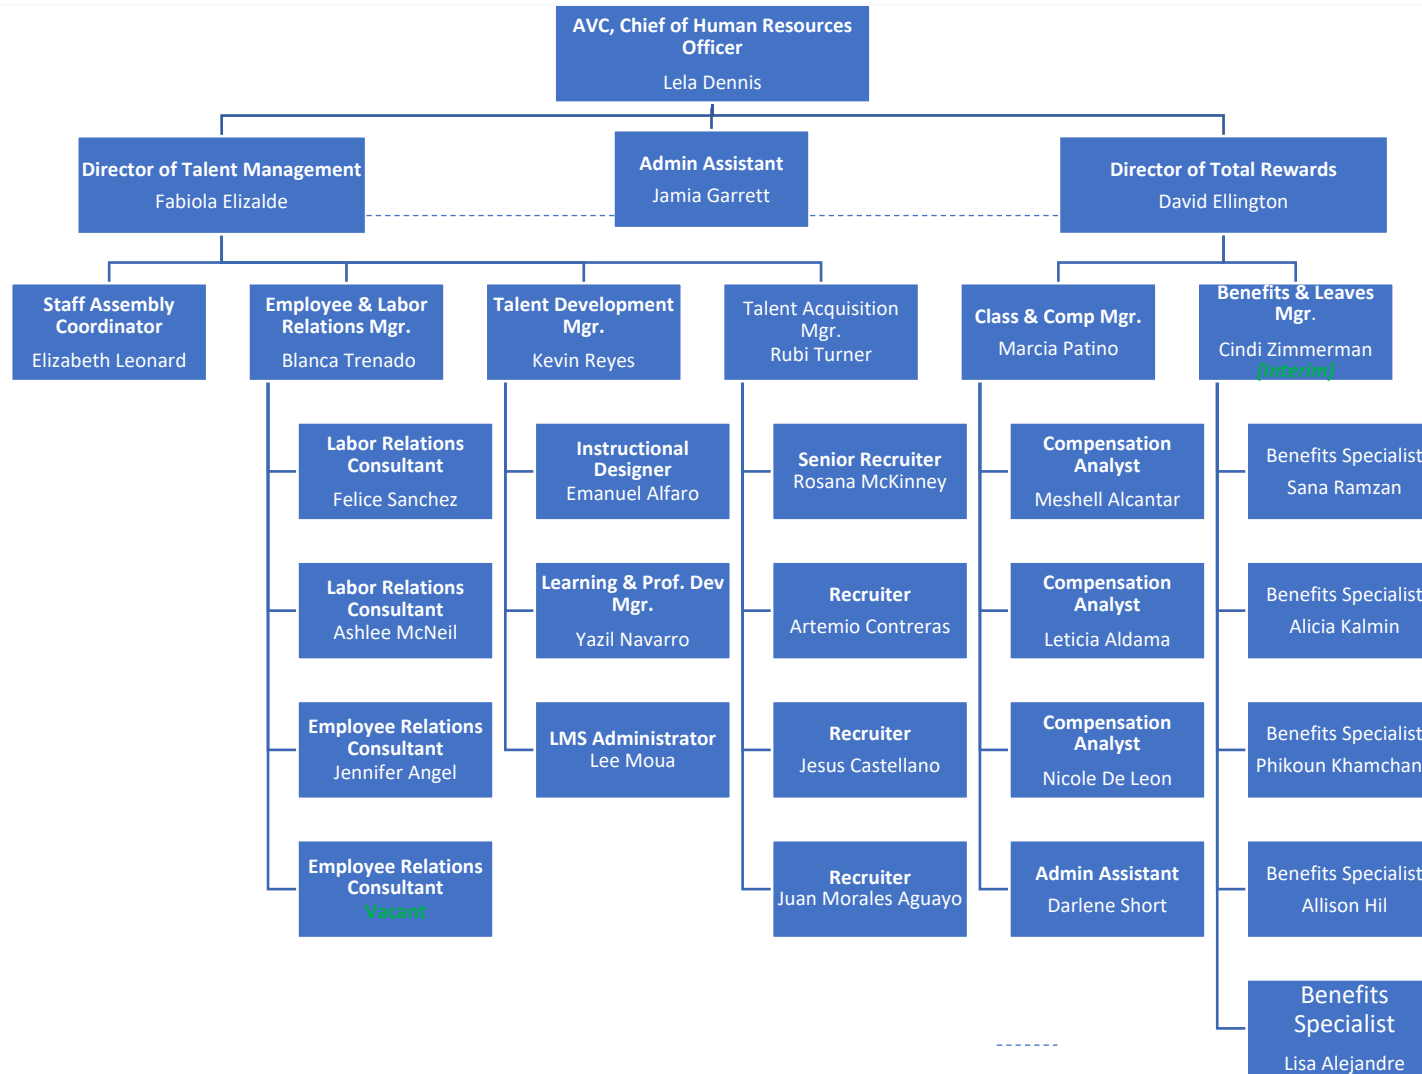 AVC, Chief of Human Resources
Officer
Lela Dennis
Director of Talent Management
Fabiola Elizalde
Admin Assistant
Jamia Garrett
Director of Total Rewards
David Ellington
Staff Assembly
Coordinator
Elizabeth Leonard
Employee & Labor
Relations Mgr.
Blanca Trenado
Talent Development
Mgr.
Kevin Reyes
Talent Acquisition
Mgr.
Rubi Turner
Class & Comp Mgr.
Marcia Patino
Benefits & Leaves
Mgr.
Cindi Zimmerman
(Interim)
Labor Relations
Consultant
Felice Sanchez
Instructional
Designer
Emanuel Alfaro
Senior Recruiter
Rosana McKinney
Compensation
Analyst
Meshell Alcantar
Benefits Specialist
Sana Ramzan
Labor Relations
Consultant
Ashlee McNeil
Learning & Prof. Dev
Mgr.
Yazil Navarro
Recruiter
Artemio Contreras
Compensation
Analyst
Leticia Aldama
Benefits Specialist
Alicia Kalmin
Employee Relations
Consultant
Jennifer Angel
LMS Administrator
Lee Moua
Recruiter
Jesus Castellano
Compensation
Analyst
Nicole De Leon
Benefits Specialist
Phikoun Khamchan
Employee Relations
Consultant
Vacent
Recruiter
Juan Morales Aguayo
Admin Assistant
Darlene Short
Benefits Specialist
Allison Hil
Benefits
Specialist
Lisa Alejandre